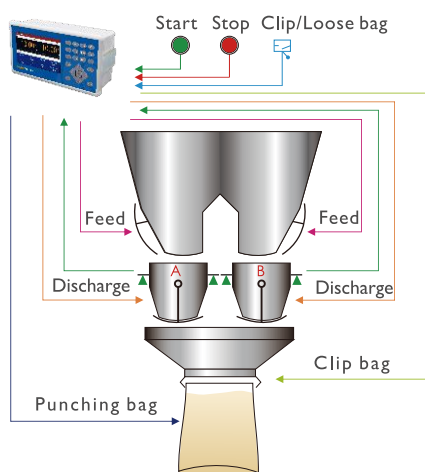 Start Stop Clip/Loose bag
Feed
Feed
A
B
Discharge
Discharge
Clip bag
Punching bag